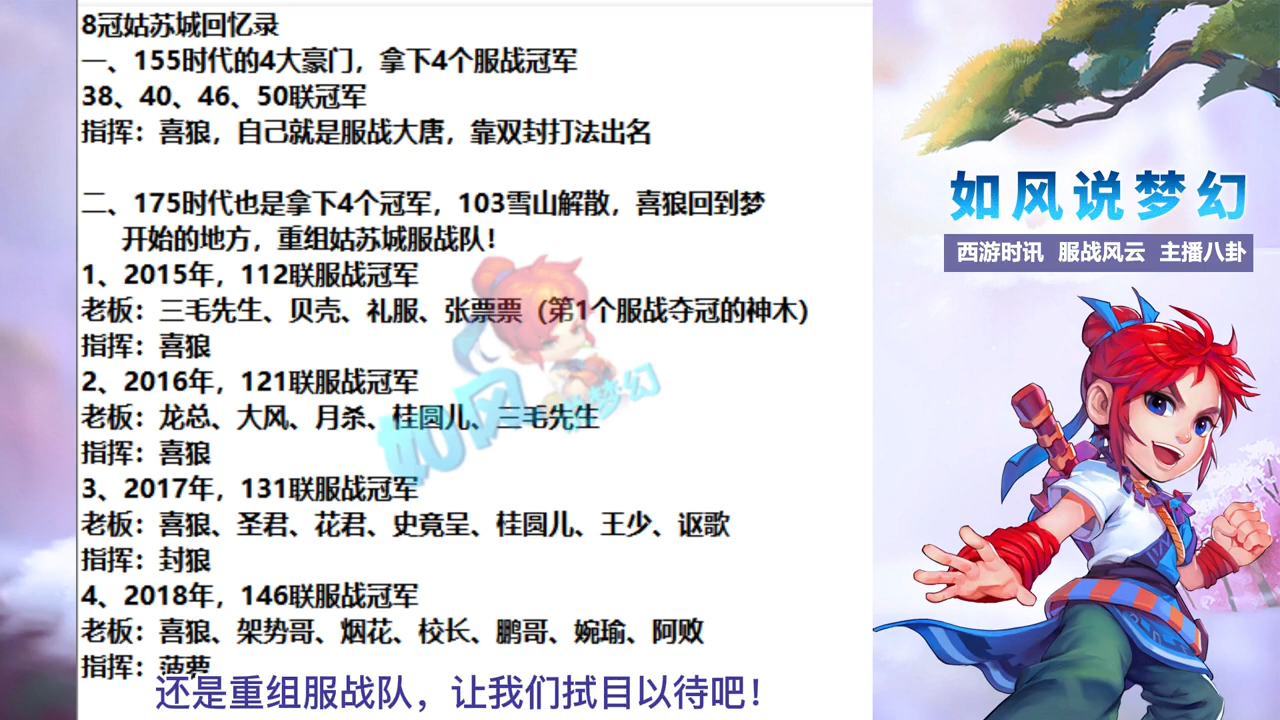 8冠姑苏城回忆录
一、155时代的4大豪门，拿下4个服战冠军
38、40、46、50联冠军
指挥：喜狼，自己就是服战大唐，靠双封打法出名
二、175时代也是拿下4个冠军，103雪山解散，喜狼回到梦
开始的地方，重组姑苏城服战队！
1、2015年，112联服战冠军
老板：三毛先生、贝壳、礼服、张票票（第1个服战夺冠的神木）
指挥：喜狼
2、2016年，121联服战冠军
老板：龙总、大风、月杀、桂圆儿、三毛先生
指挥：喜狼
3、2017年，131联服战冠军
老板：喜狼、圣君、花君、史竟呈、桂圆儿、王少、讴歌
指挥：封狼
4、2018年，146联服战冠军
老板：喜狼、架势哥、烟花、校长、鹏哥、婉瑜、阿败
指挥：菠萝
还是重组服战队，让我们拭目以待吧！
如风说梦幻
西游时讯 服战风云 主播八卦
如风说梦幻